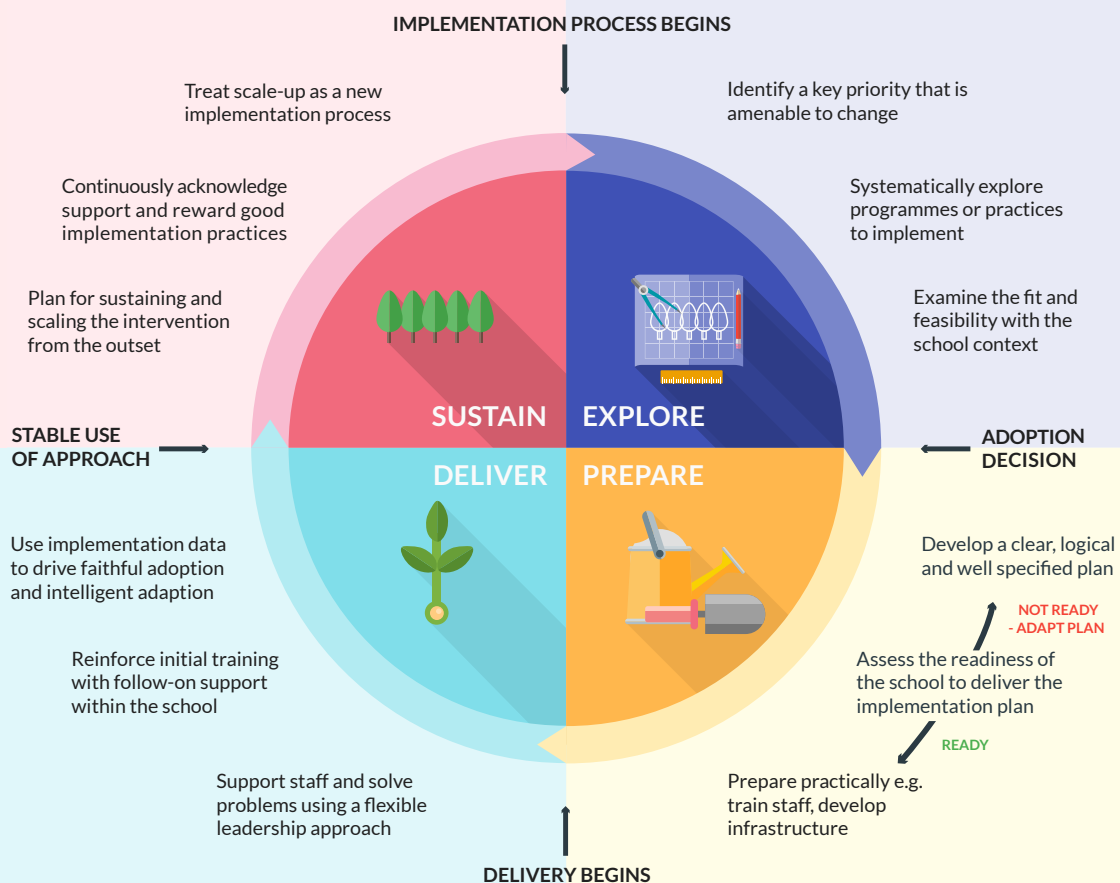 IMPLEMENTATION PROCESS BEGINS
Identify a key priority that is
amenable to change
Systematically explore
programmes or practices
to implement
Examine the fit and
feasibility with the
school context
EXPLORE
ADOPTION
DECISION
PREPARE
Develop a clear, logical
and well specified plan
NOT READY
- ADAPT PLAN
Assess the readiness of
the school to deliver the
implementation plan
READY
Prepare practically e.g.
train staff, develop
infrastructure
DELIVERY BEGINS
DELIVER
Support staff and solve
problems using a flexible
leadership approach
Reinforce initial training
with follow-on support
within the school
Use implementation data
to drive faithful adoption
and intelligent adaption
STABLE USE
OF APPROACH
SUSTAIN
Plan for sustaining and
scaling the intervention
from the outset
Continuously acknowledge
support and reward good
implementation practices
Treat scale-up as a new
implementation process